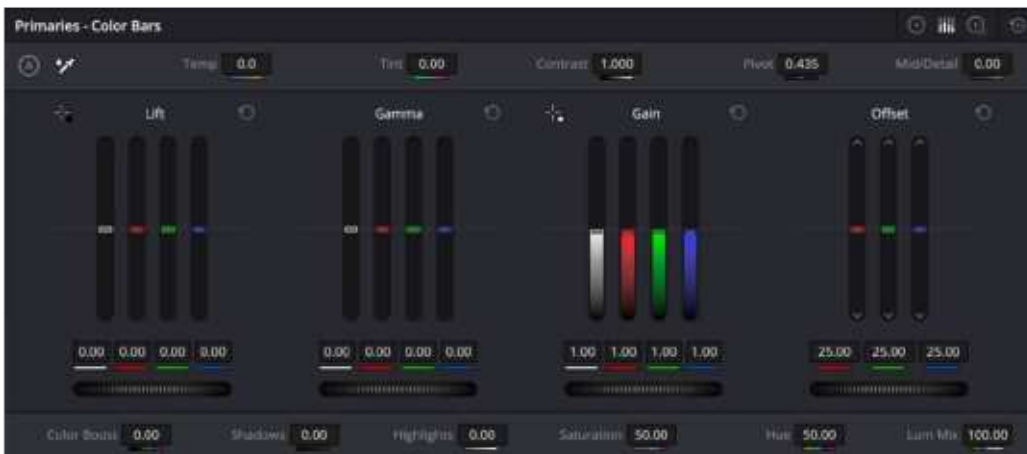 Primaries - Color Bars
A
Temp 0.0 Tint 0.00 Contrast 1.000 Pivot 0.435 Mid/Detail 0.00
Lift Gamma Gain Offset
0.00 0.00 0.00 0.00 0.00 0.00 0.00 0.00 1.00 1.00 1.00 1.00 25.00 25.00 25.00
Color Boost 0.00 Shadows 0.00 Highlights 0.00 Saturation 50.00 Hue 50.00 Lum Mix 100.00